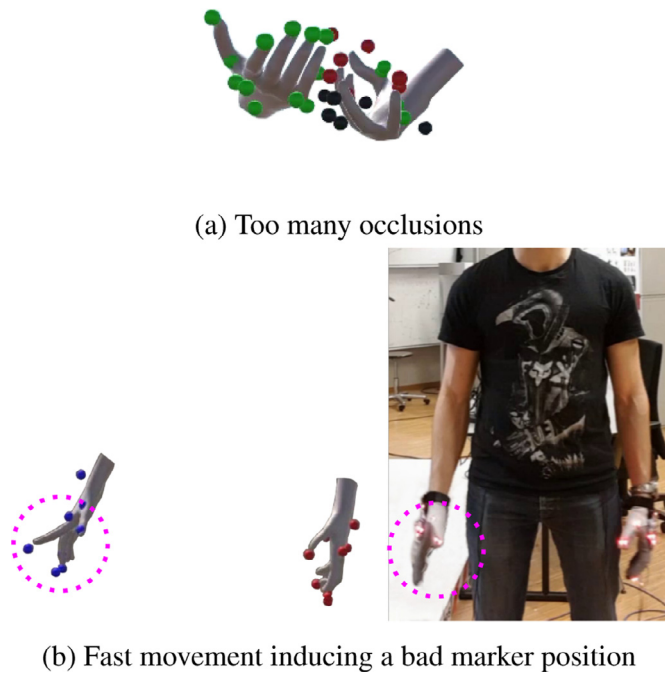 (a) Too many occlusions
(b) Fast movement inducing a bad marker position